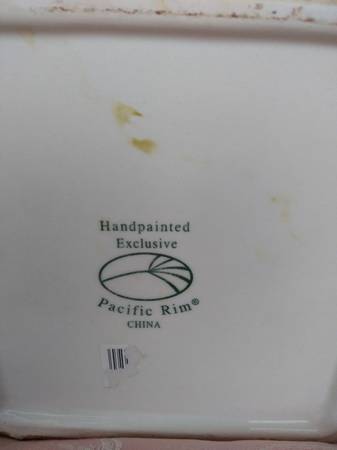 Handpainted
Exclusive
Pacific Rim®
CHINA